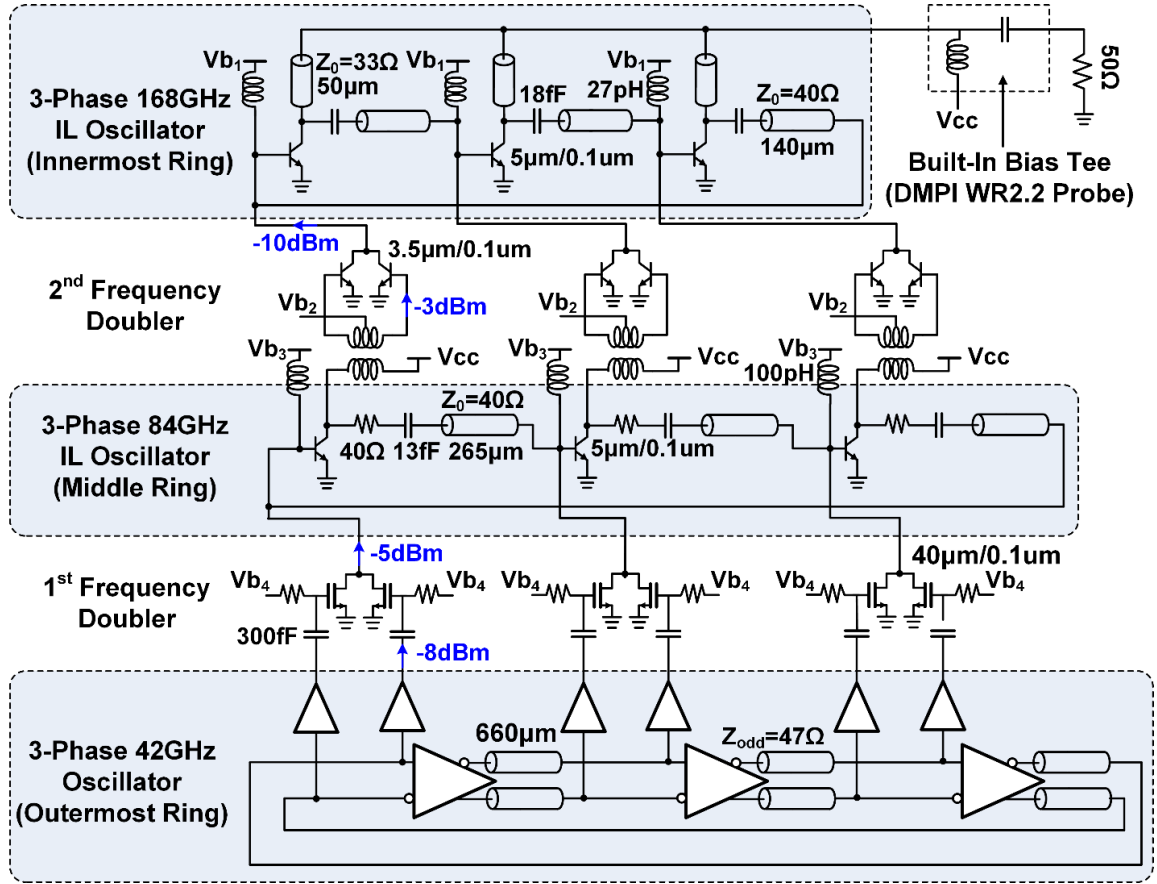 Vb1
Z0=33Ω
50µm
Vb1
Vb1
18fF
27pH
Z0=40Ω
5µm/0.1um
140µm
3-Phase 168GHz
IL Oscillator
(Innermost Ring)
Vcc
50Ω
Built-In Bias Tee
(DMPI WR2.2 Probe)
-10dBm
3.5µm/0.1um
2nd Frequency
Doubler
Vb2
-3dBm
Vb2
Vb2
Vb3
Vcc
Vb3
Vcc
Vb3
100pH
Vcc
3-Phase 84GHz
IL Oscillator
(Middle Ring)
Z0=40Ω
40Ω
13fF
265µm
5µm/0.1um
-5dBm
40µm/0.1um
1st Frequency
Doubler
Vb4
Vb4
Vb4
Vb4
Vb4
Vb4
300fF
-8dBm
3-Phase 42GHz
Oscillator
(Outermost Ring)
660µm
Zodd=47Ω